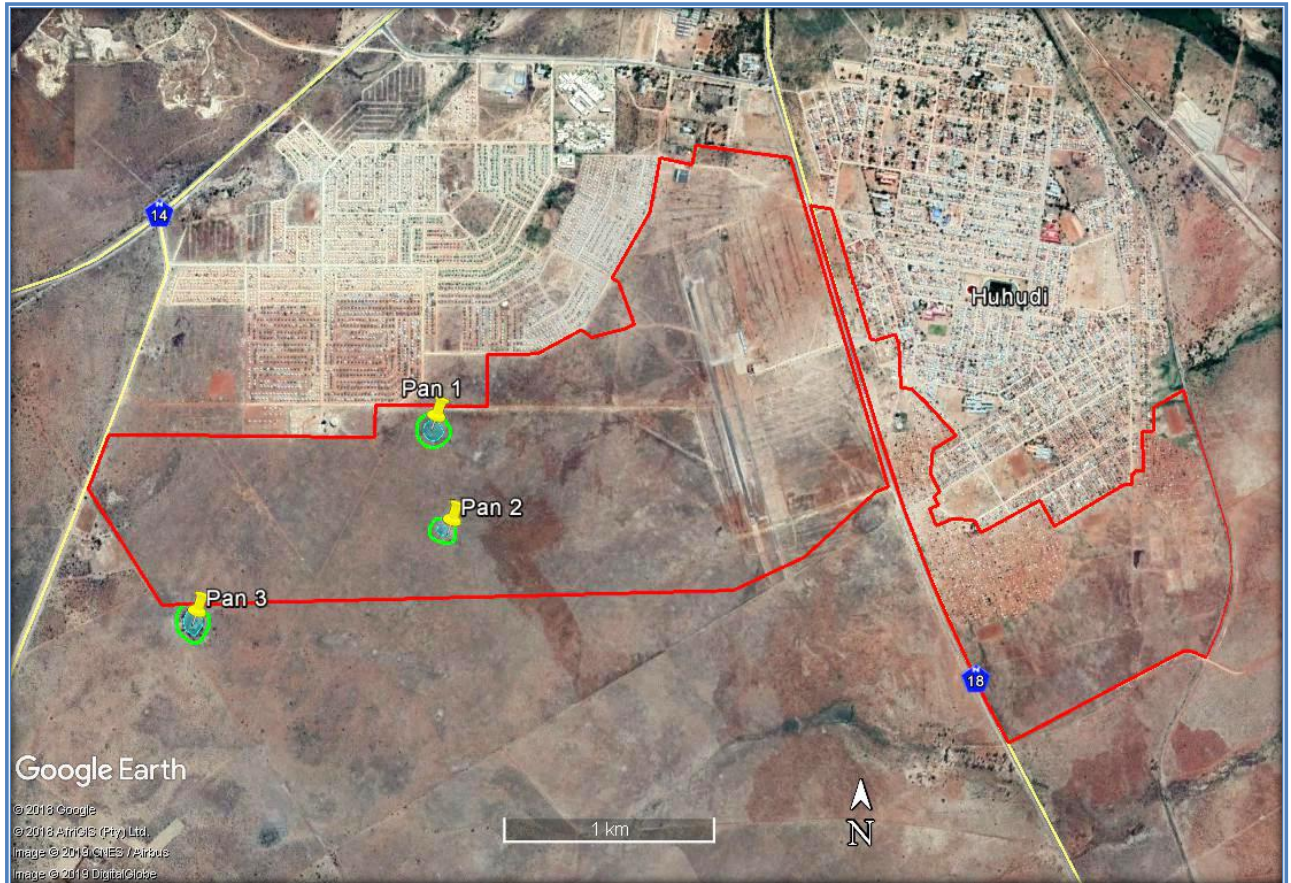 N
14
Huhudi
Pan 1
Pan 2
Pan 3
N
18
Google Earth
© 2018 Google
© 2018 AfriGIS (Pty) Ltd.
Image © 2019 CNES / Airbus
Image © 2019 DigitalGlobe
1 km
N